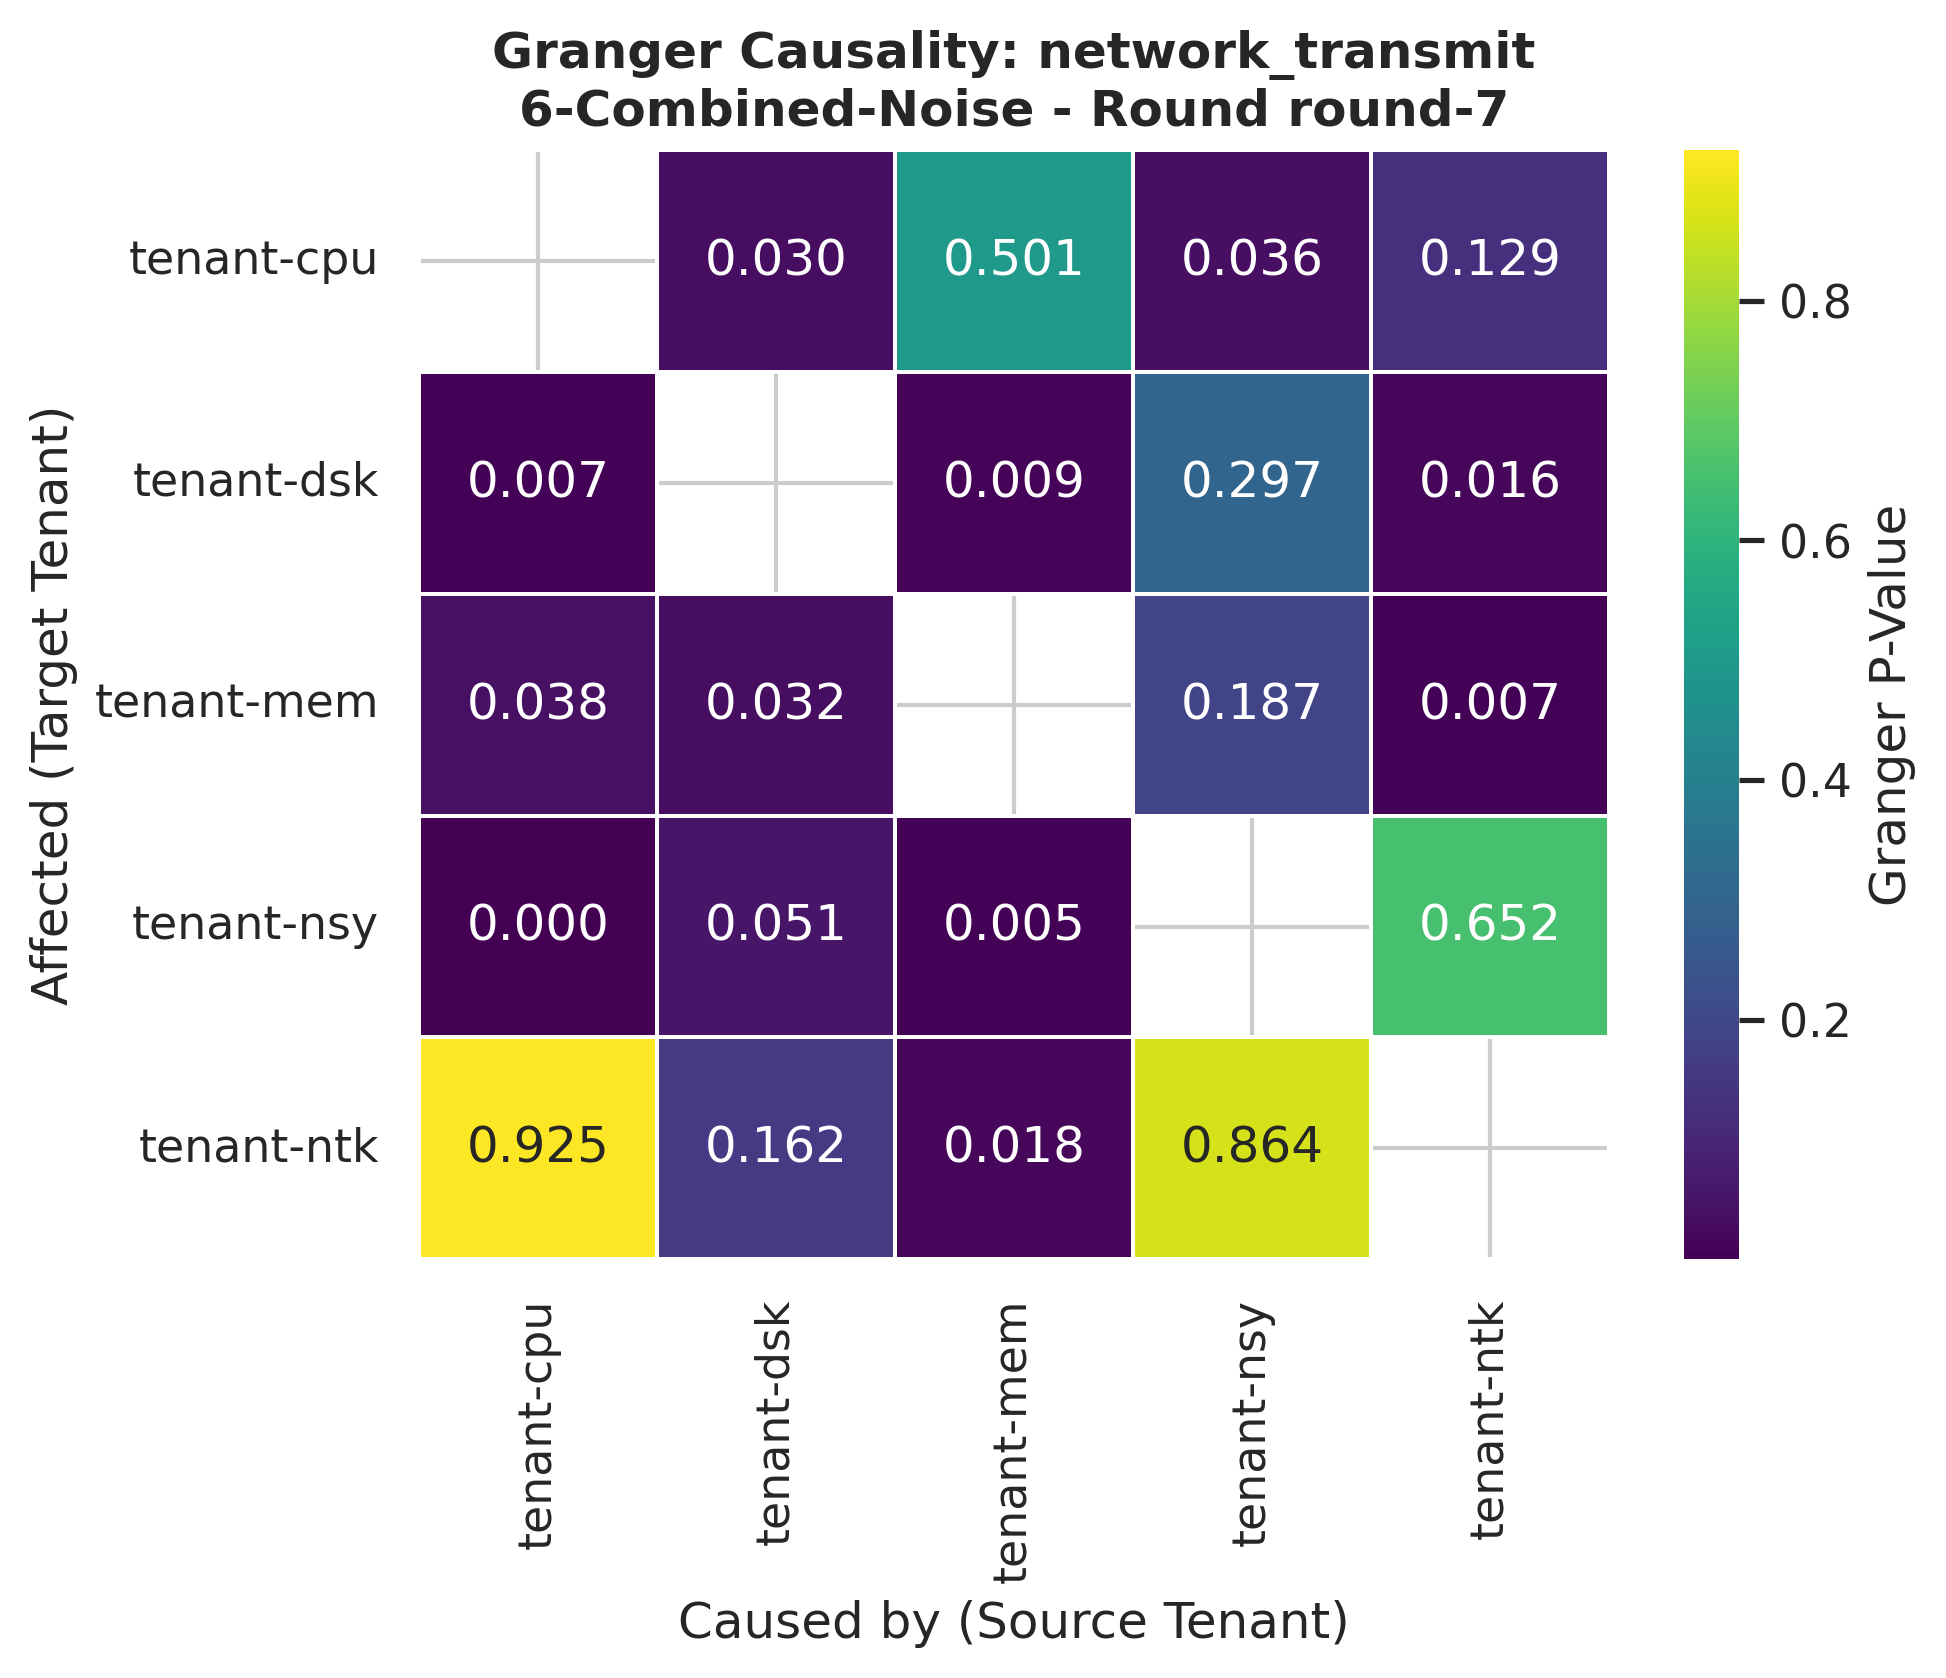 Granger Causality: network_transmit
6-Combined-Noise - Round round-7
Affected (Target Tenant)
tenant-cpu 0.030 0.501 0.036 0.129
tenant-dsk 0.007 0.009 0.297 0.016
tenant-mem 0.038 0.032 0.187 0.007
tenant-nsy 0.000 0.051 0.005 0.652
tenant-ntk 0.925 0.162 0.018 0.864
tenant-cpu tenant-dsk tenant-mem tenant-nsy tenant-ntk
Caused by (Source Tenant)
0.8
0.6
0.4
0.2
Granger P-Value